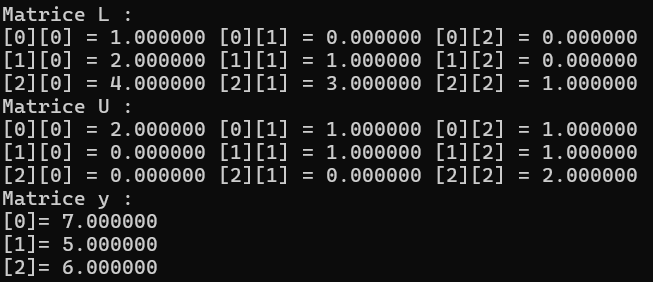 Matrice L :
[0][0] = 1.000000 [0][1] = 0.000000 [0][2] = 0.000000
[1][0] = 2.000000 [1][1] = 1.000000 [1][2] = 0.000000
[2][0] = 4.000000 [2][1] = 3.000000 [2][2] = 1.000000
Matrice U :
[0][0] = 2.000000 [0][1] = 1.000000 [0][2] = 1.000000
[1][0] = 0.000000 [1][1] = 1.000000 [1][2] = 1.000000
[2][0] = 0.000000 [2][1] = 0.000000 [2][2] = 2.000000
Matrice y :
[0]= 7.000000
[1]= 5.000000
[2]= 6.000000